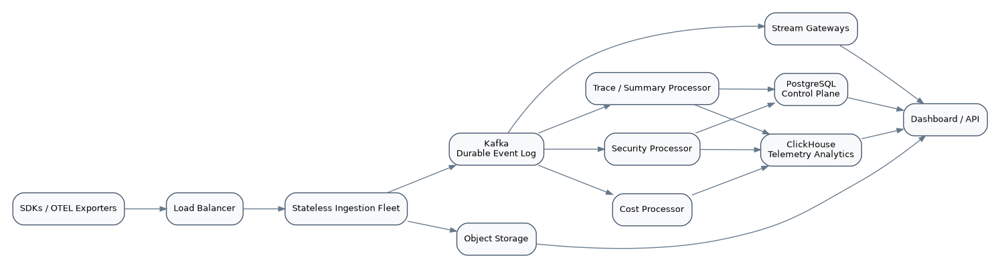 SDKs / OTEL Exporters
Load Balancer
Stateless Ingestion Fleet
Kafka
Durable Event Log
Object Storage
Trace / Summary Processor
Security Processor
Cost Processor
Stream Gateways
PostgreSQL
Control Plane
ClickHouse
Telemetry Analytics
Dashboard / API